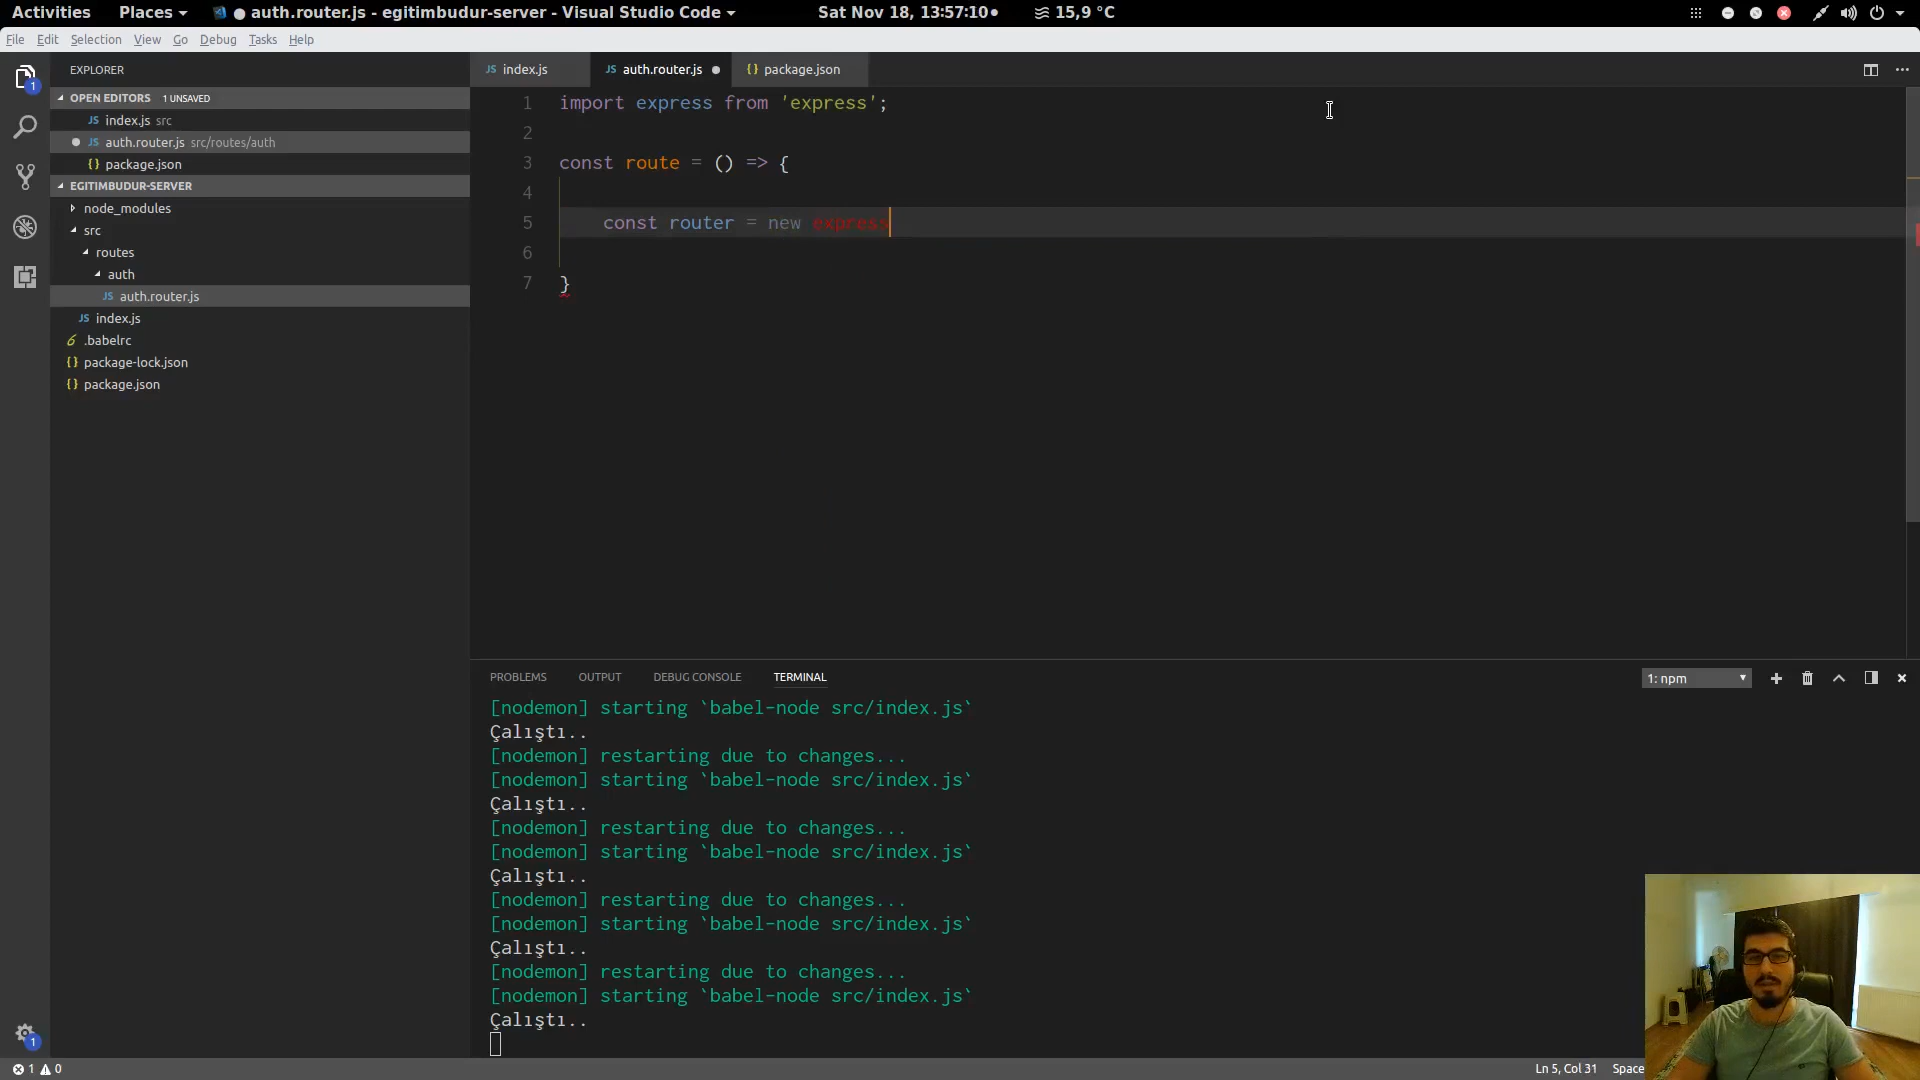 Activities Places auth.router.js - egitimbudur-server - Visual Studio Code Sat Nov 18, 13:57:10 15,9 °C
File Edit Selection View Go Debug Tasks Help
EXPLORER
OPEN EDITORS 1 UNSAVED
JS index.js src
JS auth.router.js src/routes/auth
{} package.json
EGITIMBUDUR-SERVER
node_modules
src
routes
auth
JS auth.router.js
JS index.js
.babelrc
{} package-lock.json
{} package.json
1
1
JS index.js JS auth.router.js {} package.json
1 import express from 'express';
2
3 const route = () => {
4
5 const router = new express
6
7 }
PROBLEMS OUTPUT DEBUG CONSOLE TERMINAL 1: npm
[nodemon] starting `babel-node src/index.js`
Çalıştı..
[nodemon] restarting due to changes...
[nodemon] starting `babel-node src/index.js`
Çalıştı..
[nodemon] restarting due to changes...
[nodemon] starting `babel-node src/index.js`
Çalıştı..
[nodemon] restarting due to changes...
[nodemon] starting `babel-node src/index.js`
Çalıştı..
[nodemon] restarting due to changes...
[nodemon] starting `babel-node src/index.js`
Çalıştı..
1 0 Ln 5, Col 31 Space